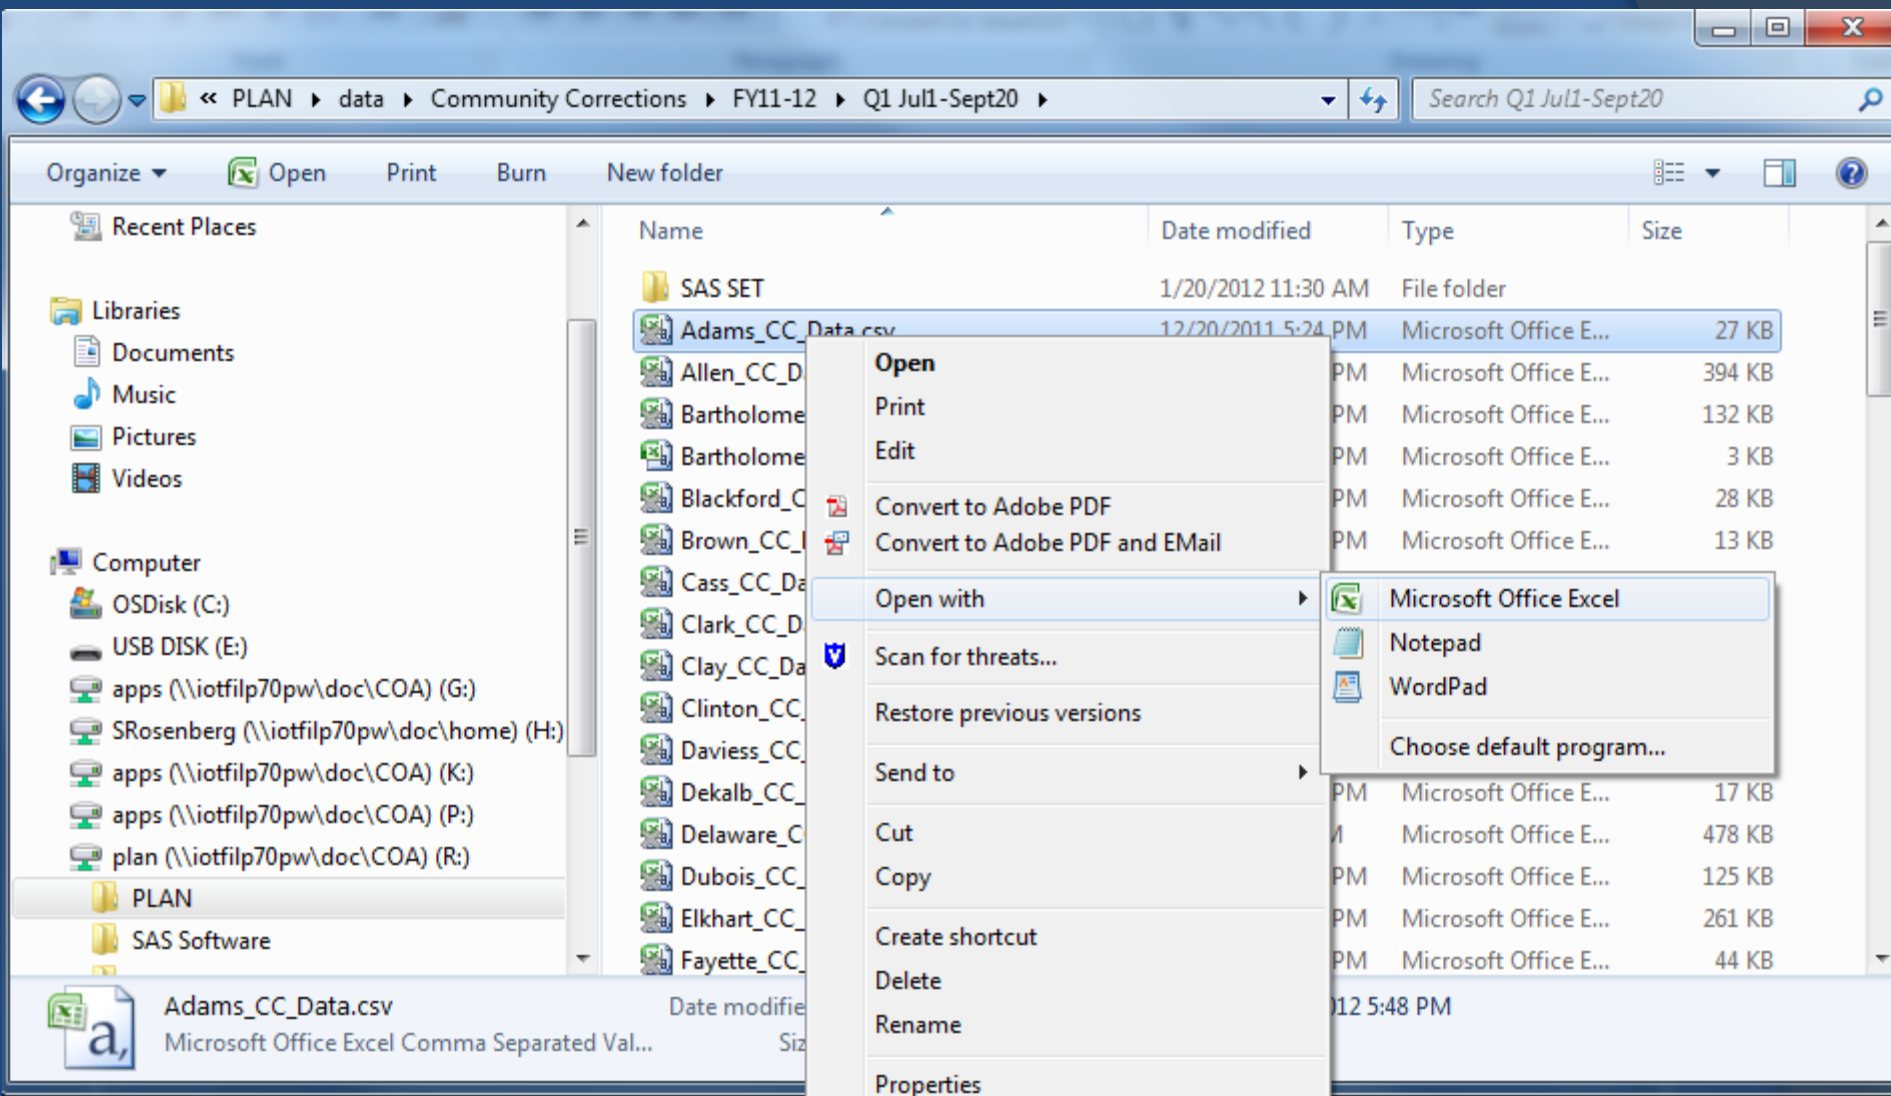 « PLAN ▸ data ▸ Community Corrections ▸ FY11-12 ▸ Q1 Jul1-Sept20 ▸
Search Q1 Jul1-Sept20
Organize Open Print Burn New folder
Recent Places
Libraries
Documents
Music
Pictures
Videos
Computer
OSDisk (C:)
USB DISK (E:)
apps (\\iotfilp70pw\doc\COA) (G:)
SRosenberg (\\iotfilp70pw\doc\home) (H:)
apps (\\iotfilp70pw\doc\COA) (K:)
apps (\\iotfilp70pw\doc\COA) (P:)
plan (\\iotfilp70pw\doc\COA) (R:)
PLAN
SAS Software
Name Date modified Type Size
SAS SET 1/20/2012 11:30 AM File folder
Adams_CC_Data.csv 12/20/2011 5:24 PM Microsoft Office E... 27 KB
Allen_CC_D PM Microsoft Office E... 394 KB
Bartholome PM Microsoft Office E... 132 KB
Bartholome PM Microsoft Office E... 3 KB
Blackford_C PM Microsoft Office E... 28 KB
Brown_CC_ PM Microsoft Office E... 13 KB
Cass_CC_Da
Clark_CC_D
Clay_CC_Da
Clinton_CC_
Daviess_CC_
Dekalb_CC_ PM Microsoft Office E... 17 KB
Delaware_C M Microsoft Office E... 478 KB
Dubois_CC_ PM Microsoft Office E... 125 KB
Elkhart_CC_ PM Microsoft Office E... 261 KB
Fayette_CC_ PM Microsoft Office E... 44 KB
Open
Print
Edit
Convert to Adobe PDF
Convert to Adobe PDF and EMail
Open with
Scan for threats...
Restore previous versions
Send to
Cut
Copy
Create shortcut
Delete
Rename
Properties
Microsoft Office Excel
Notepad
WordPad
Choose default program...
Adams_CC_Data.csv Date modifie 12 5:48 PM
Microsoft Office Excel Comma Separated Val... Siz